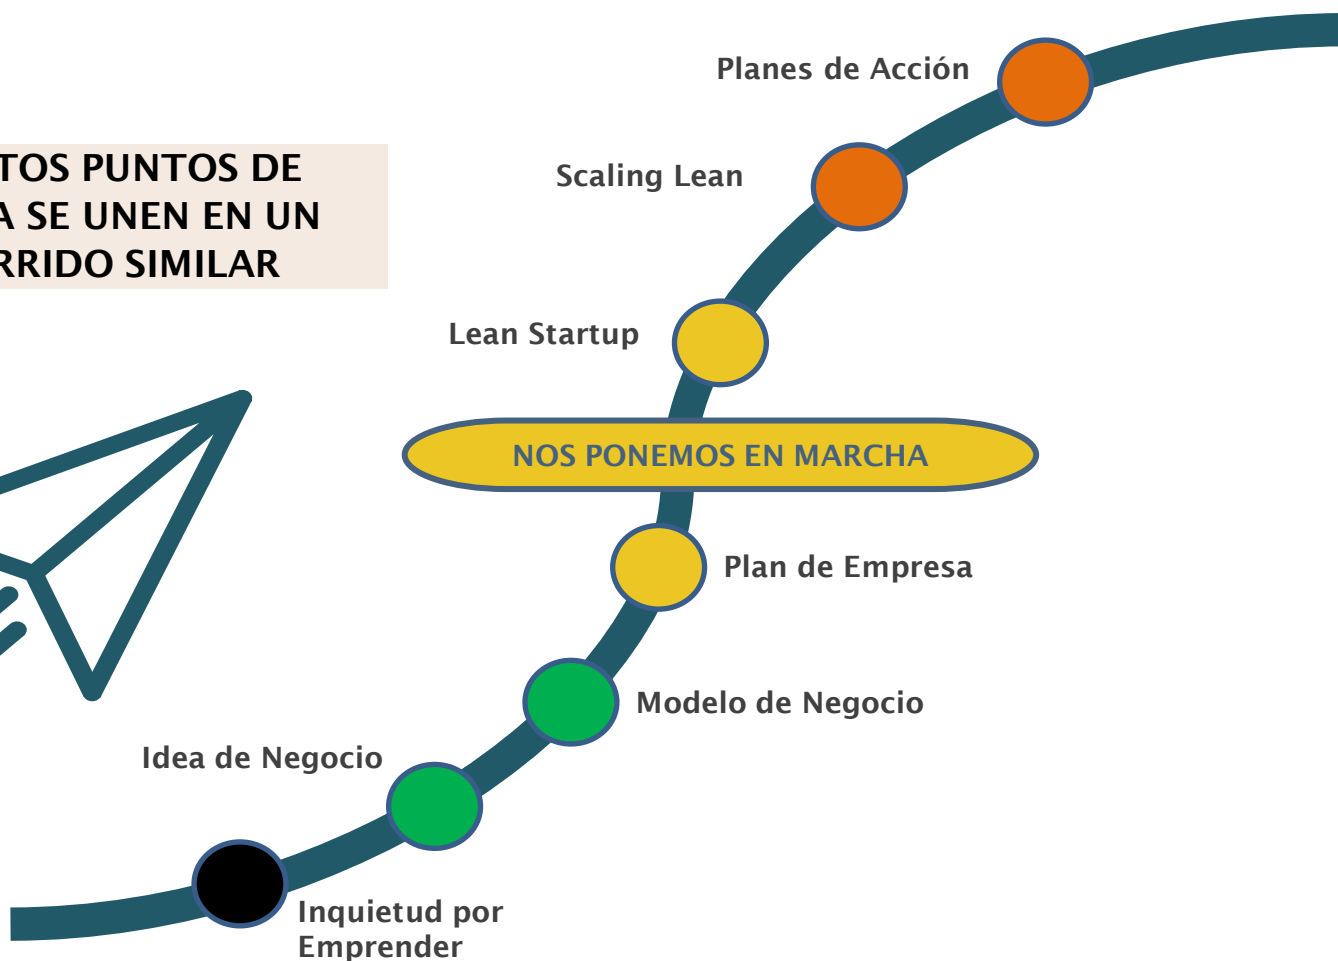 Planes de Acción
TOS PUNTOS DE
A SE UNEN EN UN
RRIDO SIMILAR
Scaling Lean
Lean Startup
NOS PONEMOS EN MARCHA
Plan de Empresa
Modelo de Negocio
Idea de Negocio
Inquietud por
Emprender